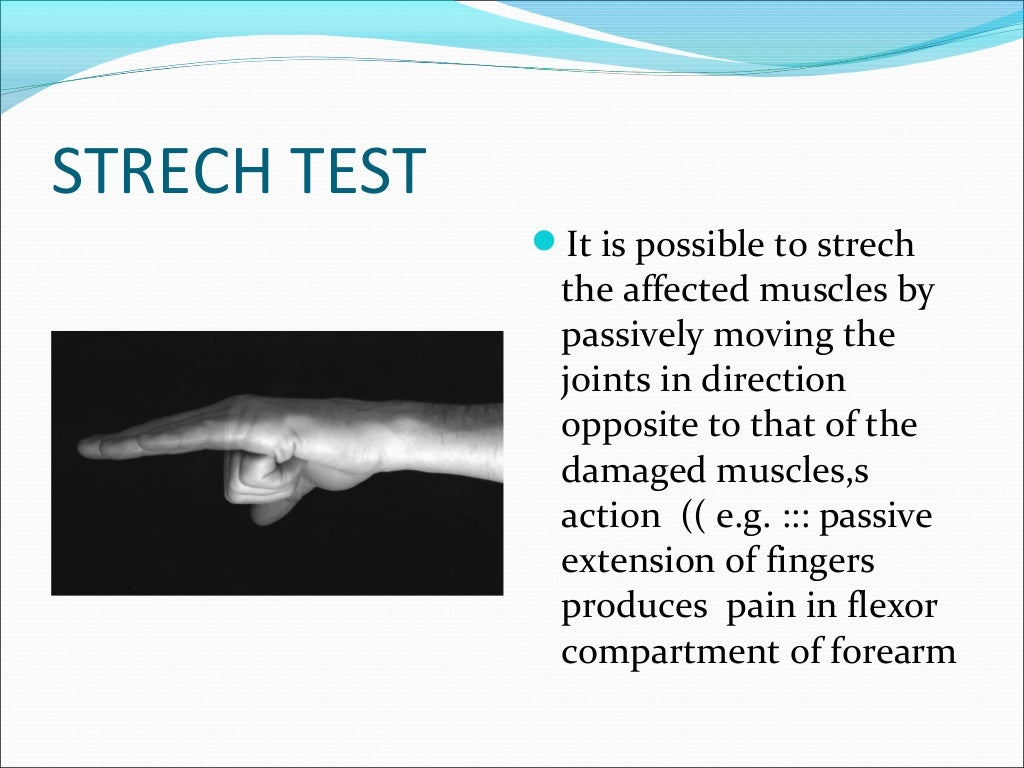 STRECH TEST
It is possible to strech
the affected muscles by
passively moving the
joints in direction
opposite to that of the
damaged muscles,s
action  (( e.g. ::: passive
extension of fingers
produces  pain in flexor
compartment of forearm